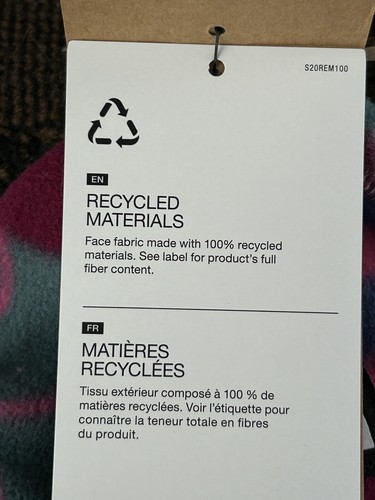 S20REM100
EN
RECYCLED
MATERIALS
Face fabric made with 100% recycled
materials. See label for product's full
fiber content.
FR
MATIÈRES
RECYCLÉES
Tissu extérieur composé à 100 % de
matières recyclées. Voir l'étiquette pour
connaître la teneur totale en fibres
du produit.